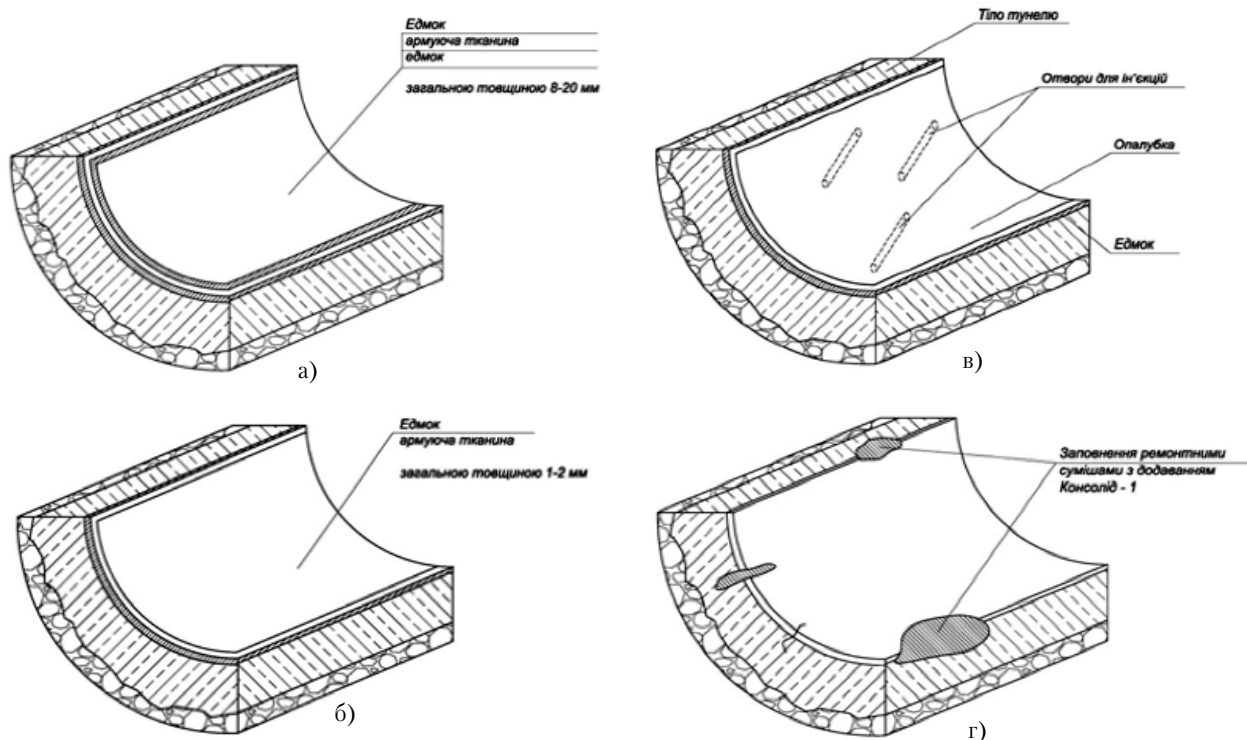 Едмок
армуюча тканина
едмок
загальною товщиною 8-20 мм
а)
Тіло тунелю
Отвори для ін'єкцій
Опалубка
Едмок
в)
Едмок
армуюча тканина
загальною товщиною 1-2 мм
б)
Заповнення ремонтними
сумішами з додаванням
Консолід - 1
г)